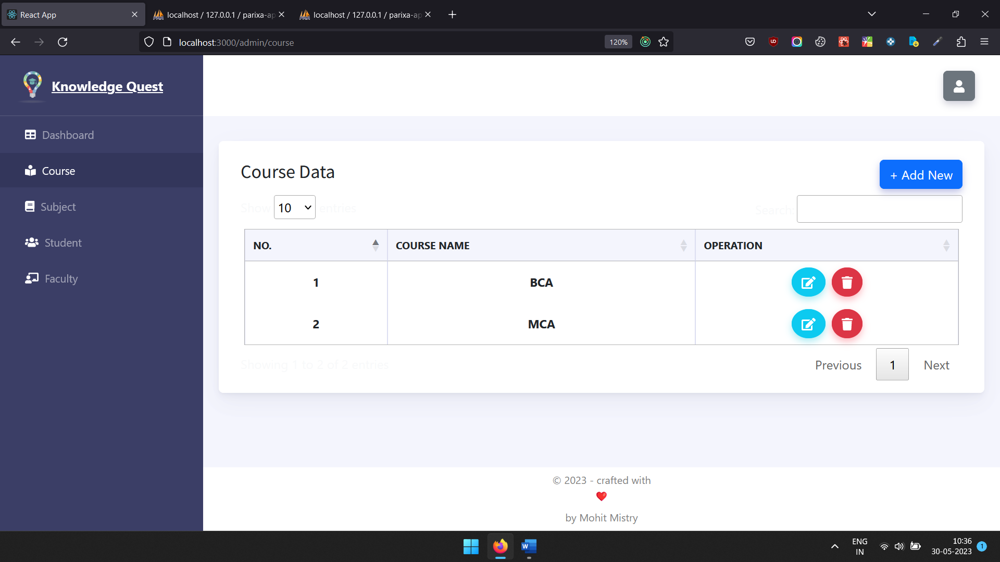 React App
localhost / 127.0.0.1 / parixa-ap
localhost / 127.0.0.1 / parixa-ap
localhost:3000/admin/course
120%
Knowledge Quest
Dashboard
Course
Subject
Student
Faculty
Course Data
+ Add New
Show 10 entries
Search:
NO. COURSE NAME OPERATION
1 BCA
2 MCA
Showing 1 to 2 of 2 entries
Previous 1 Next
© 2023 - crafted with
by Mohit Mistry
ENG
IN
10:36
30-05-2023
1